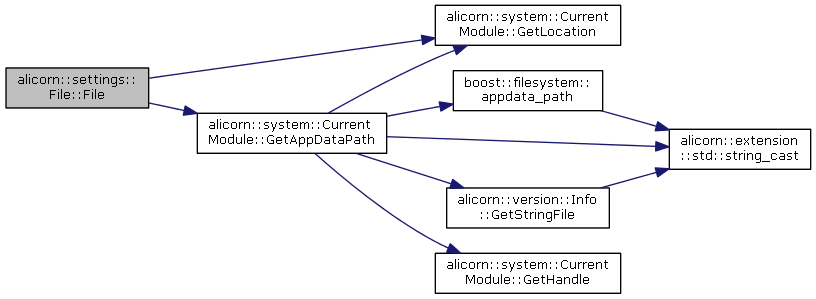 alicorn::settings::
File::File
alicorn::system::Current
Module::GetLocation
alicorn::system::Current
Module::GetAppDataPath
boost::filesystem::
appdata_path
alicorn::extension
::std::string_cast
alicorn::version::Info
::GetStringFile
alicorn::system::Current
Module::GetHandle